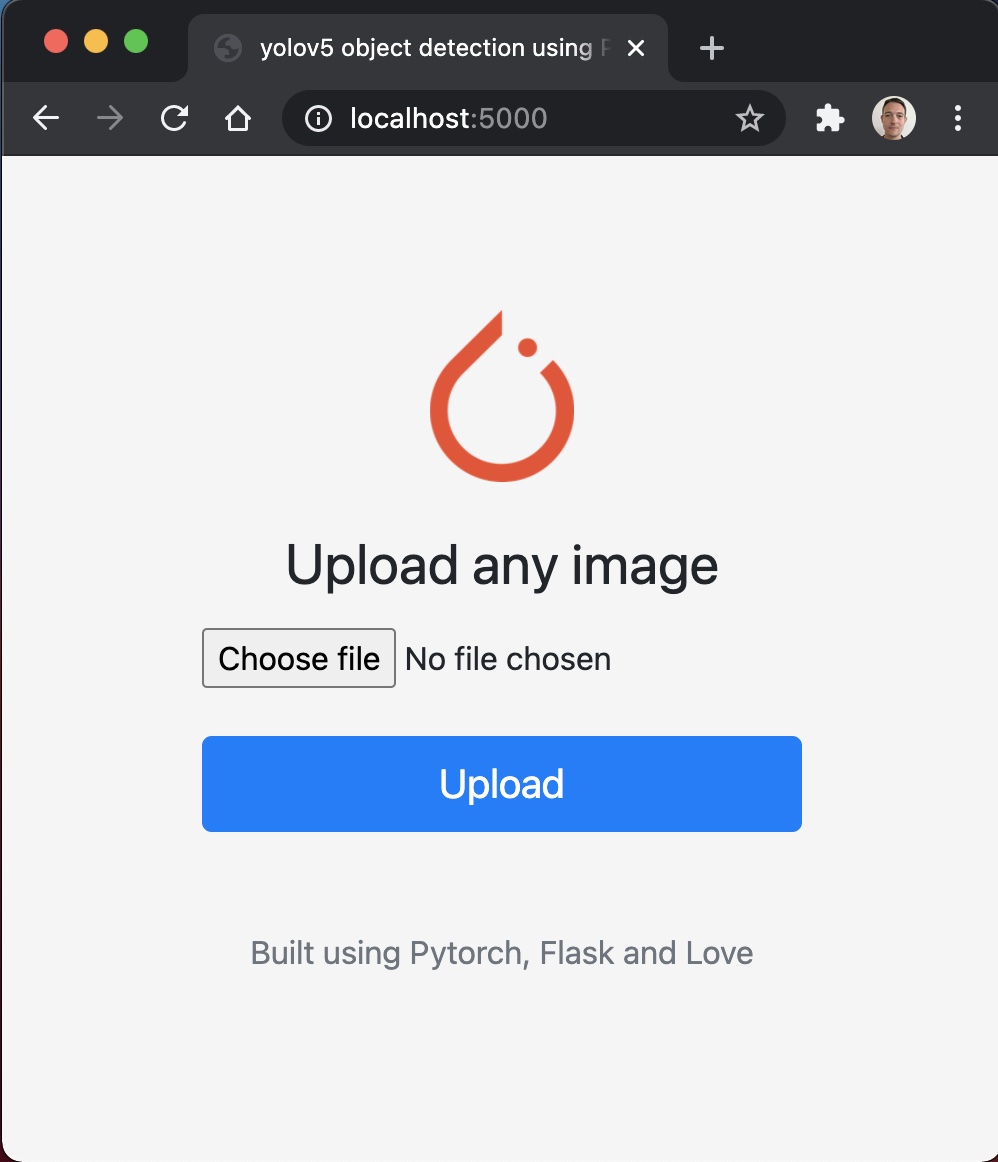 yolov5 object detection using
localhost:5000
Upload any image
Choose file No file chosen
Upload
Built using Pytorch, Flask and Love